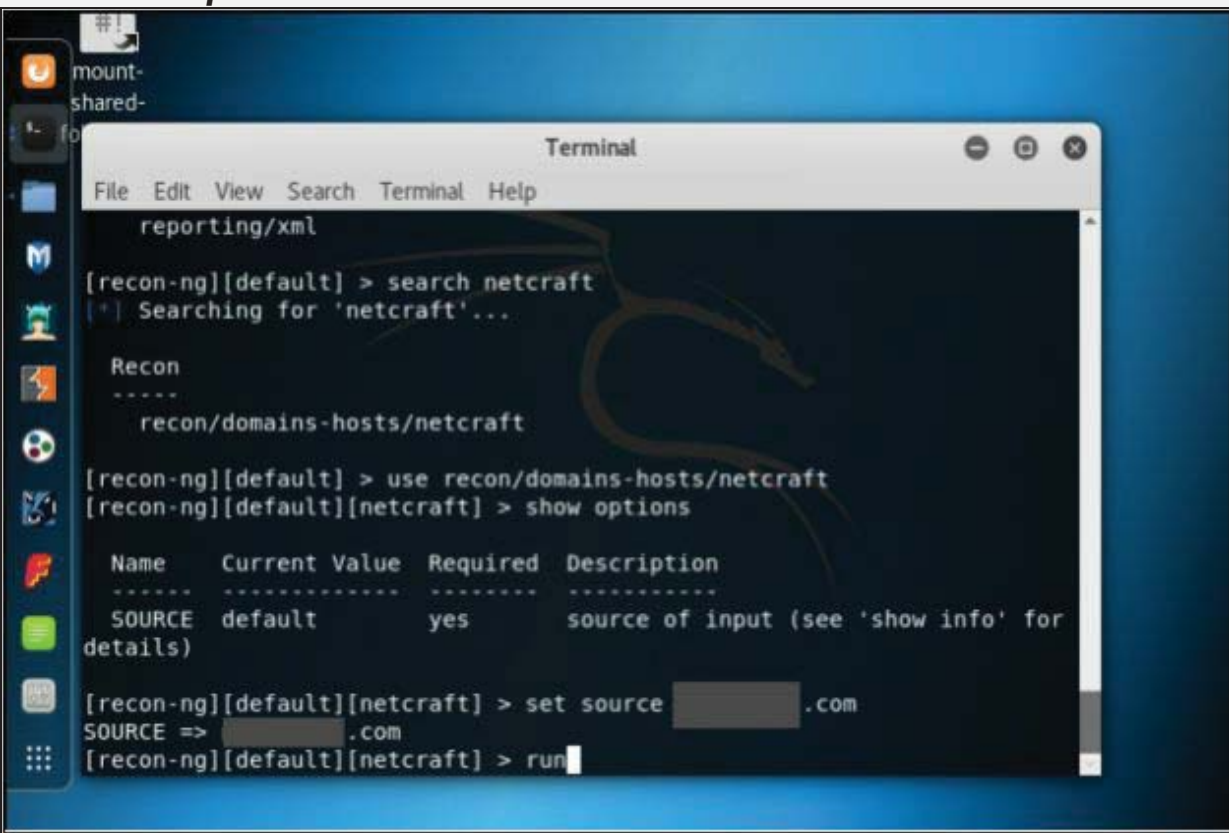 #!
mount-
shared-
fo
Terminal
File Edit View Search Terminal Help
reporting/xml
[recon-ng][default] > search netcraft
[*] Searching for 'netcraft'...
Recon
-----
recon/domains-hosts/netcraft
[recon-ng][default] > use recon/domains-hosts/netcraft
[recon-ng][default][netcraft] > show options
Name Current Value Required Description
------ ------------- -------- -----------
SOURCE default yes source of input (see 'show info' for
details)
[recon-ng][default][netcraft] > set source .com
SOURCE => .com
[recon-ng][default][netcraft] > run